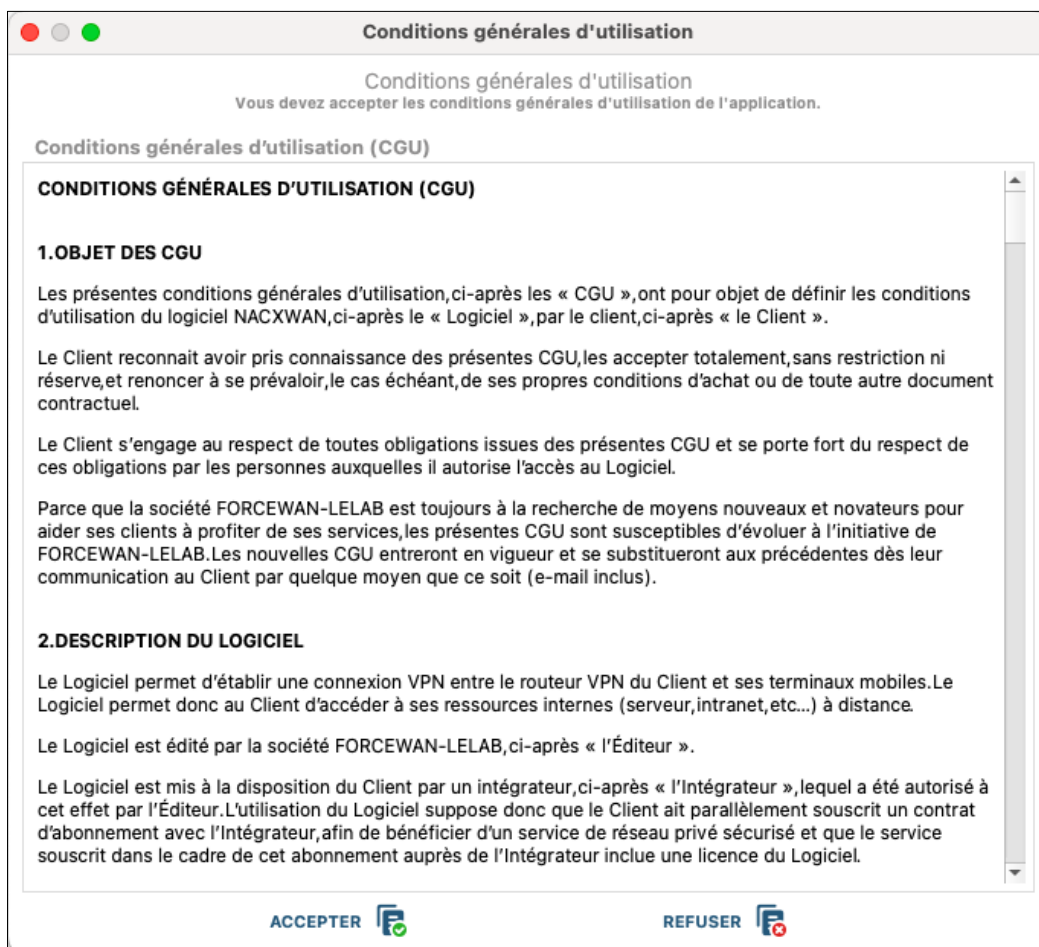 Conditions générales d'utilisation
Conditions générales d'utilisation
Vous devez accepter les conditions générales d'utilisation de l'application.
Conditions générales d’utilisation (CGU)
CONDITIONS GÉNÉRALES D’UTILISATION (CGU)
1.OBJET DES CGU
Les présentes conditions générales d’utilisation,ci-après les « CGU »,ont pour objet de définir les conditions
d’utilisation du logiciel NACXWAN,ci-après le « Logiciel »,par le client,ci-après « le Client ».
Le Client reconnait avoir pris connaissance des présentes CGU,les accepter totalement,sans restriction ni
réserve,et renoncer à se prévaloir,le cas échéant,de ses propres conditions d’achat ou de toute autre document
contractuel.
Le Client s’engage au respect de toutes obligations issues des présentes CGU et se porte fort du respect de
ces obligations par les personnes auxquelles il autorise l’accès au Logiciel.
Parce que la société FORCEWAN-LELAB est toujours à la recherche de moyens nouveaux et novateurs pour
aider ses clients à profiter de ses services,les présentes CGU sont susceptibles d’évoluer à l’initiative de
FORCEWAN-LELAB.Les nouvelles CGU entreront en vigueur et se substitueront aux précédentes dès leur
communication au Client par quelque moyen que ce soit (e-mail inclus).
2.DESCRIPTION DU LOGICIEL
Le Logiciel permet d’établir une connexion VPN entre le routeur VPN du Client et ses terminaux mobiles.Le
Logiciel permet donc au Client d’accéder à ses ressources internes (serveur,intranet,etc...) à distance.
Le Logiciel est édité par la société FORCEWAN-LELAB,ci-après « l’Éditeur ».
Le Logiciel est mis à la disposition du Client par un intégrateur,ci-après « l’Intégrateur »,lequel a été autorisé à
cet effet par l’Éditeur.L’utilisation du Logiciel suppose donc que le Client ait parallèlement souscrit un contrat
d’abonnement avec l’Intégrateur,afin de bénéficier d’un service de réseau privé sécurisé et que le service
souscrit dans le cadre de cet abonnement auprès de l’Intégrateur inclue une licence du Logiciel.
ACCEPTER REFUSER